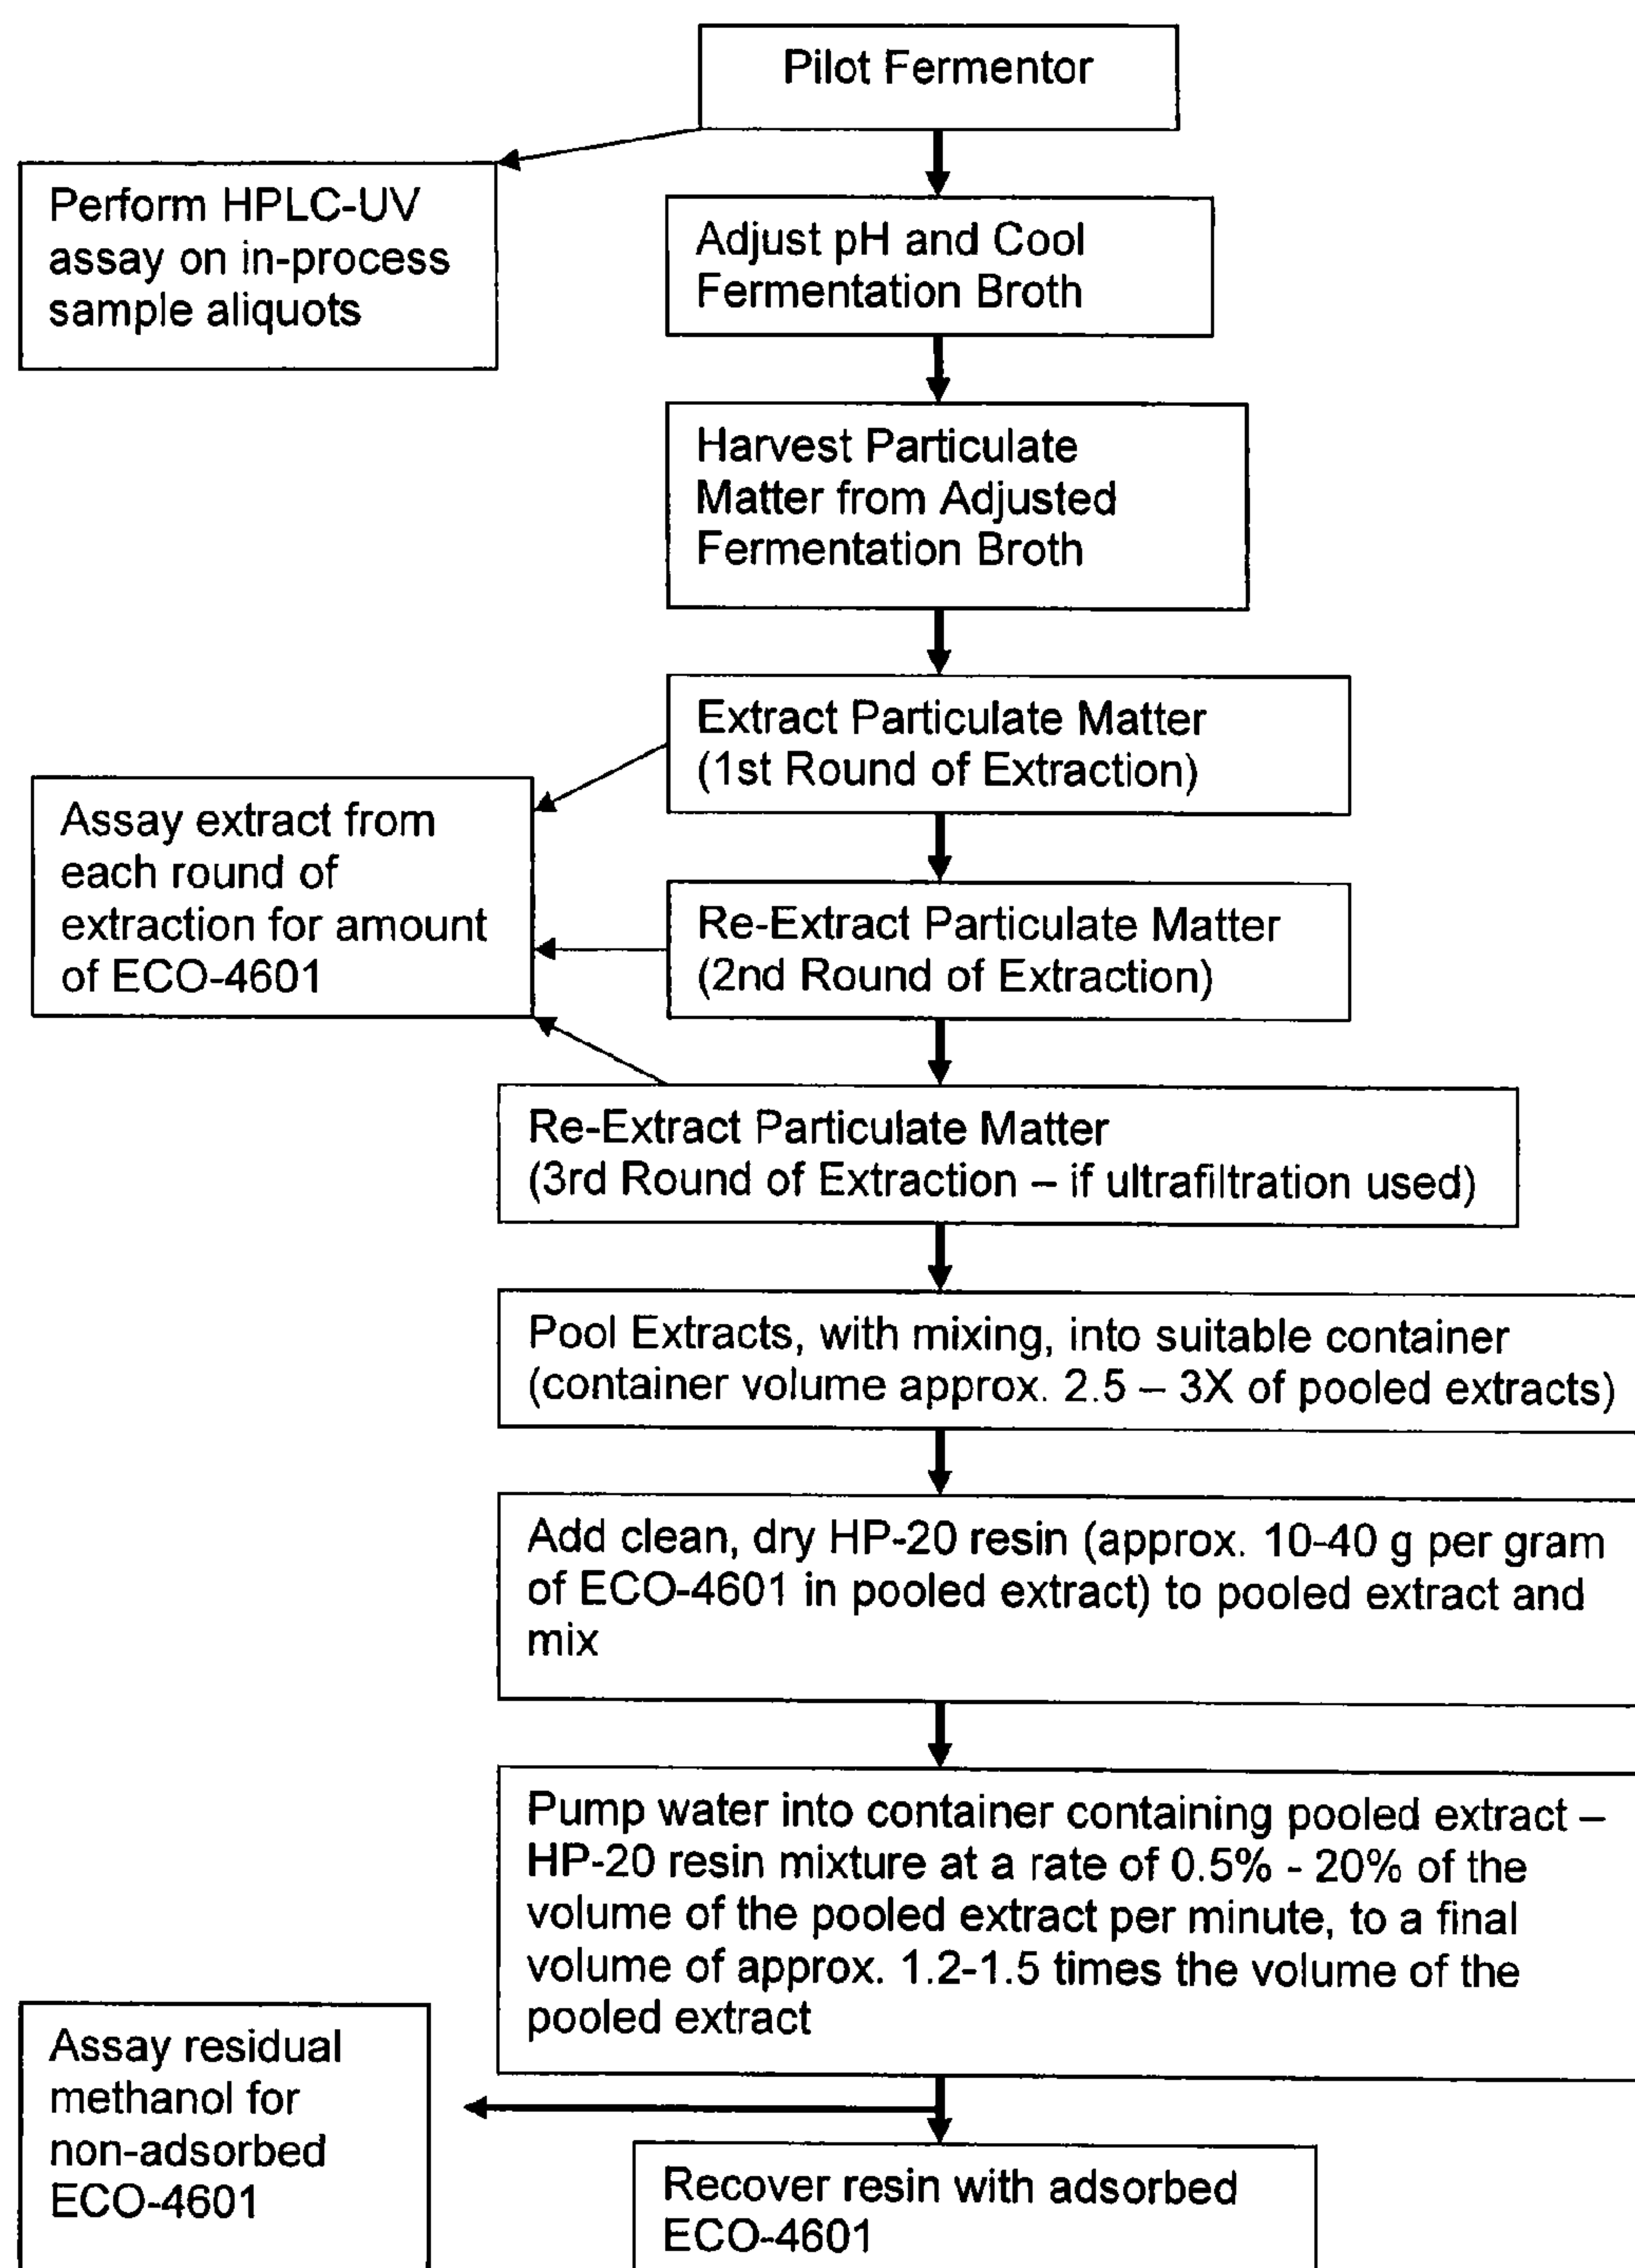 Pilot Fermentor
Perform HPLC-UV
assay on in-process
sample aliquots
Adjust pH and Cool
Fermentation Broth
Harvest Particulate
Matter from Adjusted
Fermentation Broth
Extract Particulate Matter
(1st Round of Extraction)
Assay extract from
each round of
extraction for amount
of ECO-4601
Re-Extract Particulate Matter
(2nd Round of Extraction)
Re-Extract Particulate Matter
(3rd Round of Extraction – if ultrafiltration used)
Pool Extracts, with mixing, into suitable container
(container volume approx. 2.5 – 3X of pooled extracts)
Add clean, dry HP-20 resin (approx. 10-40 g per gram
of ECO-4601 in pooled extract) to pooled extract and
mix
Pump water into container containing pooled extract –
HP-20 resin mixture at a rate of 0.5% - 20% of the
volume of the pooled extract per minute, to a final
volume of approx. 1.2-1.5 times the volume of the
pooled extract
Assay residual
methanol for
non-adsorbed
ECO-4601
Recover resin with adsorbed
ECO-4601